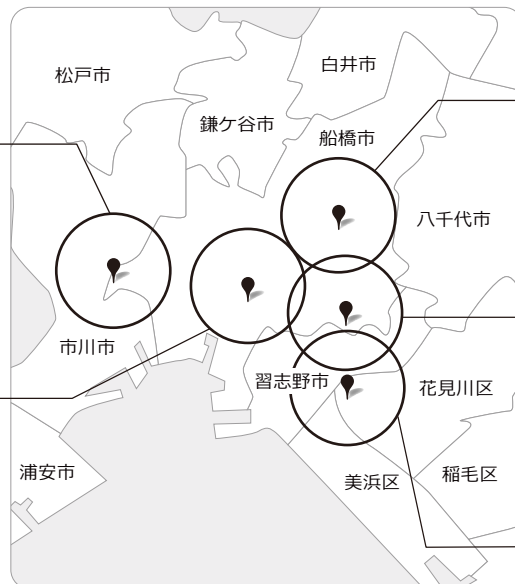 白井市
松戸市
鎌ケ谷市
船橋市
八千代市
市川市
習志野市
花見川区
浦安市
美浜区
稲毛区